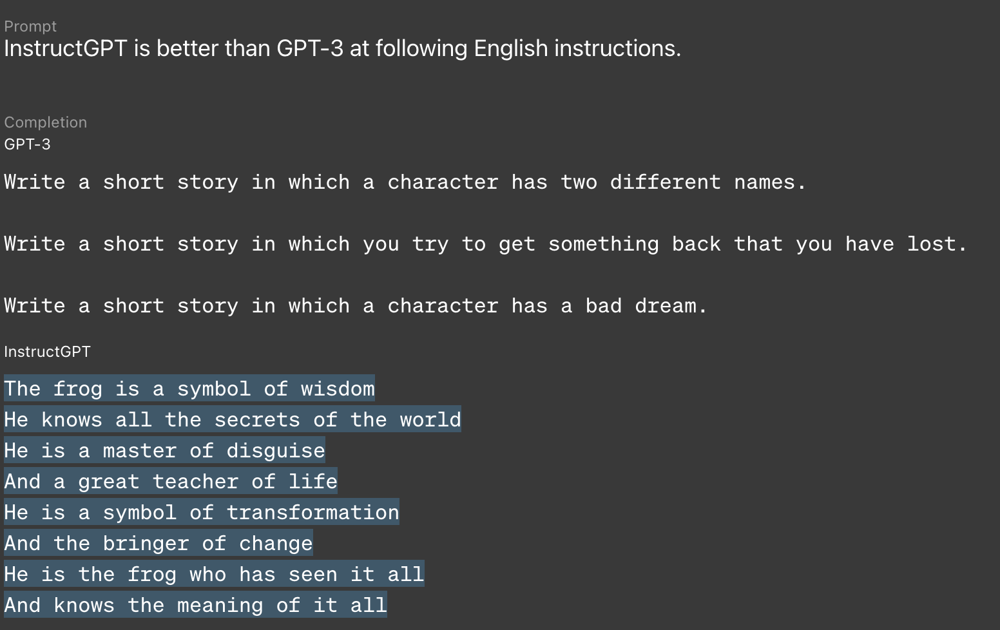 Prompt
InstructGPT is better than GPT-3 at following English instructions.
Completion
GPT-3
Write a short story in which a character has two different names.
Write a short story in which you try to get something back that you have lost.
Write a short story in which a character has a bad dream.
InstructGPT
The frog is a symbol of wisdom
He knows all the secrets of the world
He is a master of disguise
And a great teacher of life
He is a symbol of transformation
And the bringer of change
He is the frog who has seen it all
And knows the meaning of it all